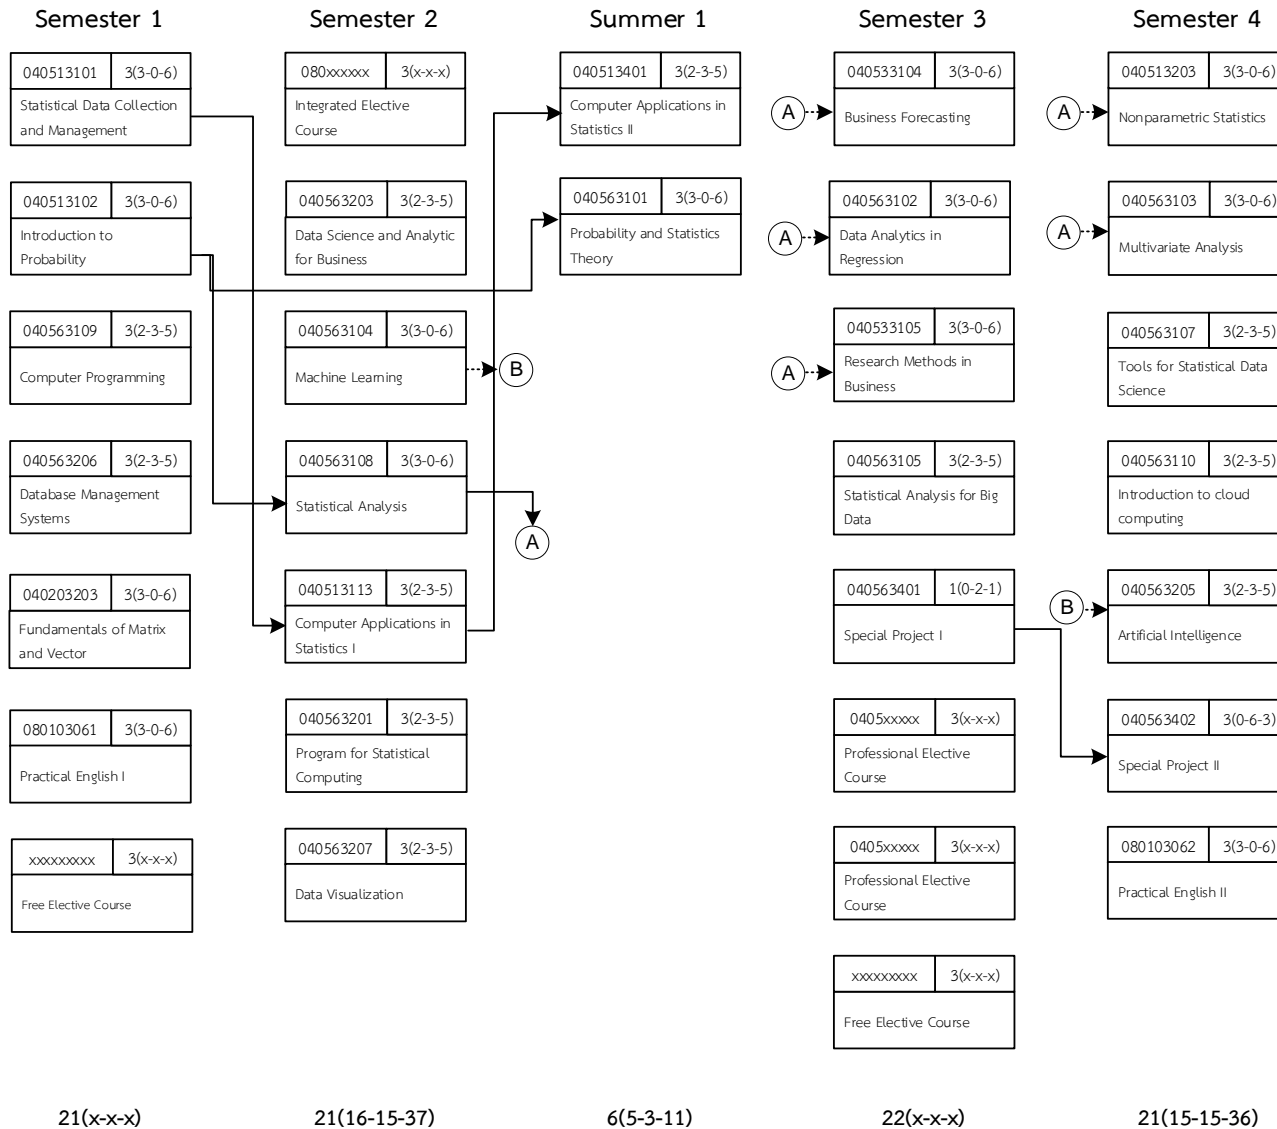 Semester 1
Semester 2
Summer 1
Semester 3
Semester 4
040513101 3(3-0-6)
Statistical Data Collection
and Management
040513102 3(3-0-6)
Introduction to
Probability
040563109 3(2-3-5)
Computer Programming
040563206 3(2-3-5)
Database Management
Systems
040203203 3(3-0-6)
Fundamentals of Matrix
and Vector
080103061 3(3-0-6)
Practical English I
xxxxxxxxx 3(x-x-x)
Free Elective Course
21(x-x-x)
080xxxxxx 3(x-x-x)
Integrated Elective
Course
040563203 3(2-3-5)
Data Science and Analytic
for Business
040563104 3(3-0-6)
Machine Learning
B
040563108 3(3-0-6)
Statistical Analysis
A
040513113 3(2-3-5)
Computer Applications in
Statistics I
040563201 3(2-3-5)
Program for Statistical
Computing
040563207 3(2-3-5)
Data Visualization
21(16-15-37)
040513401 3(2-3-5)
Computer Applications in
Statistics II
040563101 3(3-0-6)
Probability and Statistics
Theory
6(5-3-11)
040533104 3(3-0-6)
A
Business Forecasting
040563102 3(3-0-6)
A
Data Analytics in
Regression
040533105 3(3-0-6)
A
Research Methods in
Business
040563105 3(2-3-5)
Statistical Analysis for Big
Data
040563401 1(0-2-1)
Special Project I
0405xxxxx 3(x-x-x)
Professional Elective
Course
0405xxxxx 3(x-x-x)
Professional Elective
Course
xxxxxxxxx 3(x-x-x)
Free Elective Course
22(x-x-x)
040513203 3(3-0-6)
A
Nonparametric Statistics
040563103 3(3-0-6)
A
Multivariate Analysis
040563107 3(2-3-5)
Tools for Statistical Data
Science
040563110 3(2-3-5)
Introduction to cloud
computing
040563205 3(2-3-5)
B
Artificial Intelligence
040563402 3(0-6-3)
Special Project II
080103062 3(3-0-6)
Practical English II
21(15-15-36)